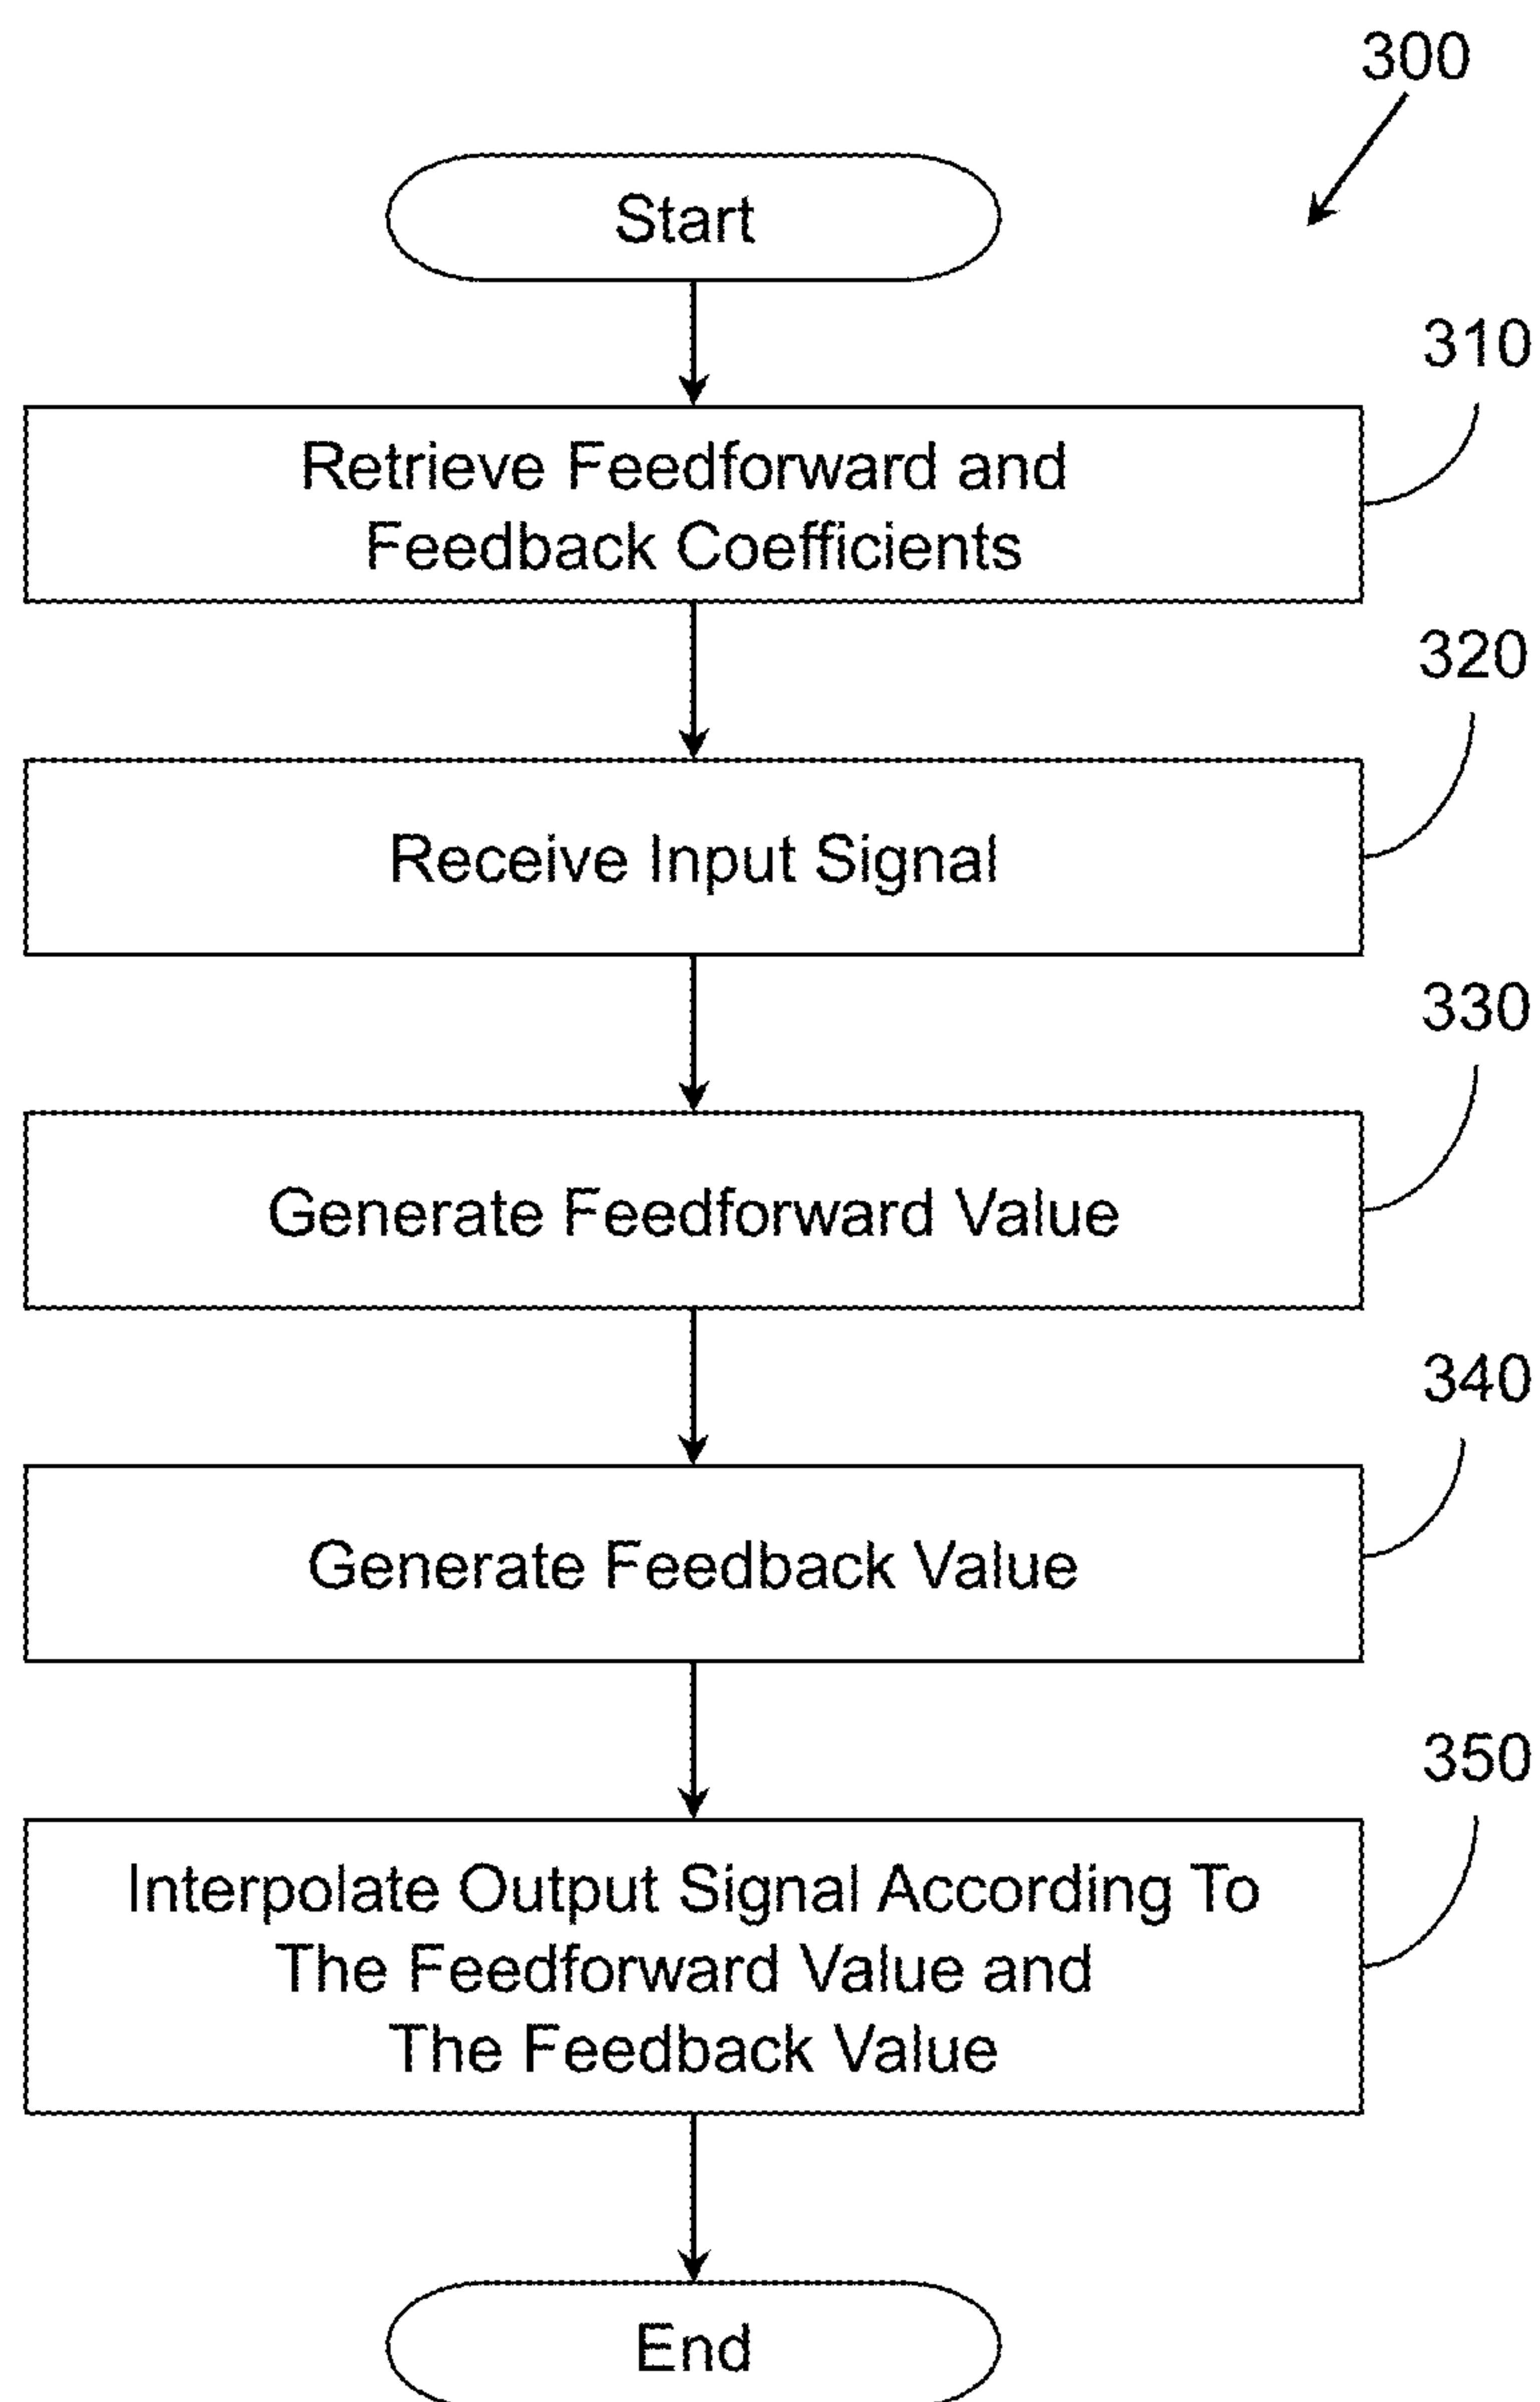 300
Start
310
Retrieve Feedforward and
Feedback Coefficients
320
Receive Input Signal
330
Generate Feedforward Value
340
Generate Feedback Value
350
Interpolate Output Signal According To
The Feedforward Value and
The Feedback Value
End